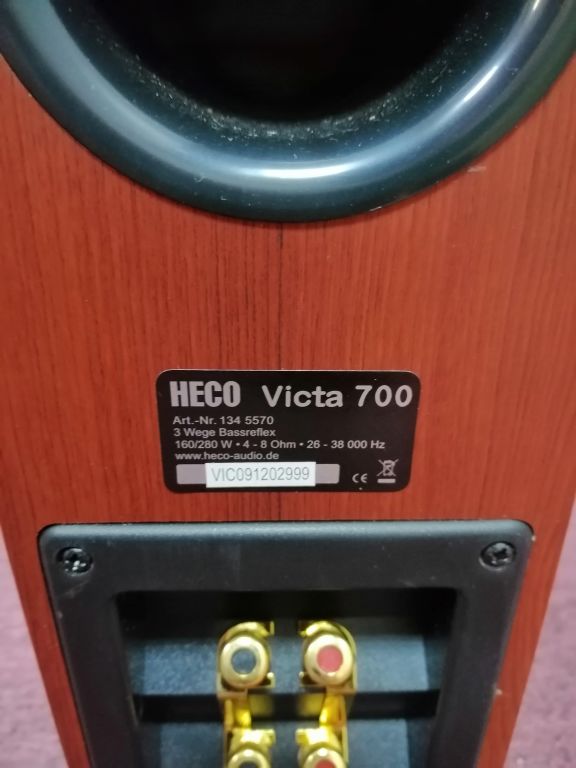 HECO Victa 700
Art.-Nr. 134 5570
3 Wege Bassreflex
160/280 W • 4 - 8 Ohm • 26 - 38 000 Hz
www.heco-audio.de
VIC091202999
CE